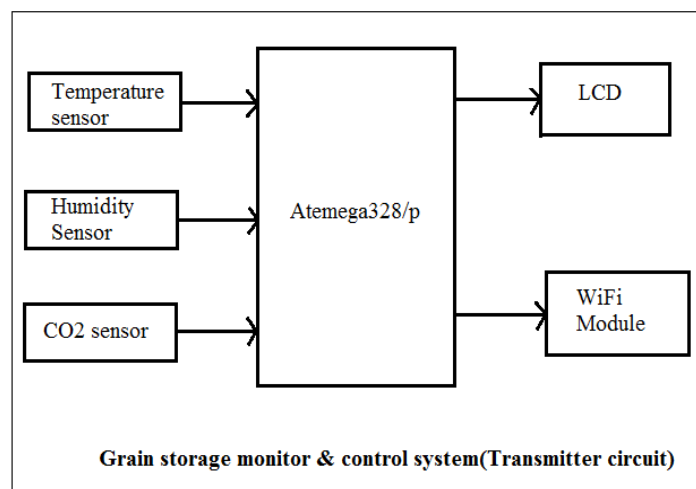 Temperature
sensor
Humidity
Sensor
CO2 sensor
Atemega328/p
LCD
WiFi
Module
Grain storage monitor & control system(Transmitter circuit)